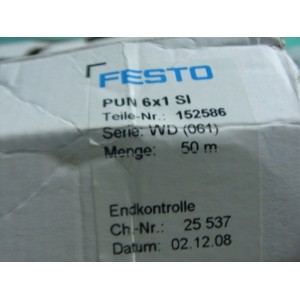 FESTO
PUN 6x1 SI
Teile-Nr.: 152586
Serie: WD (061)
Menge: 50 m
Endkontrolle
Ch.-Nr.: 25 537
Datum: 02.12.08